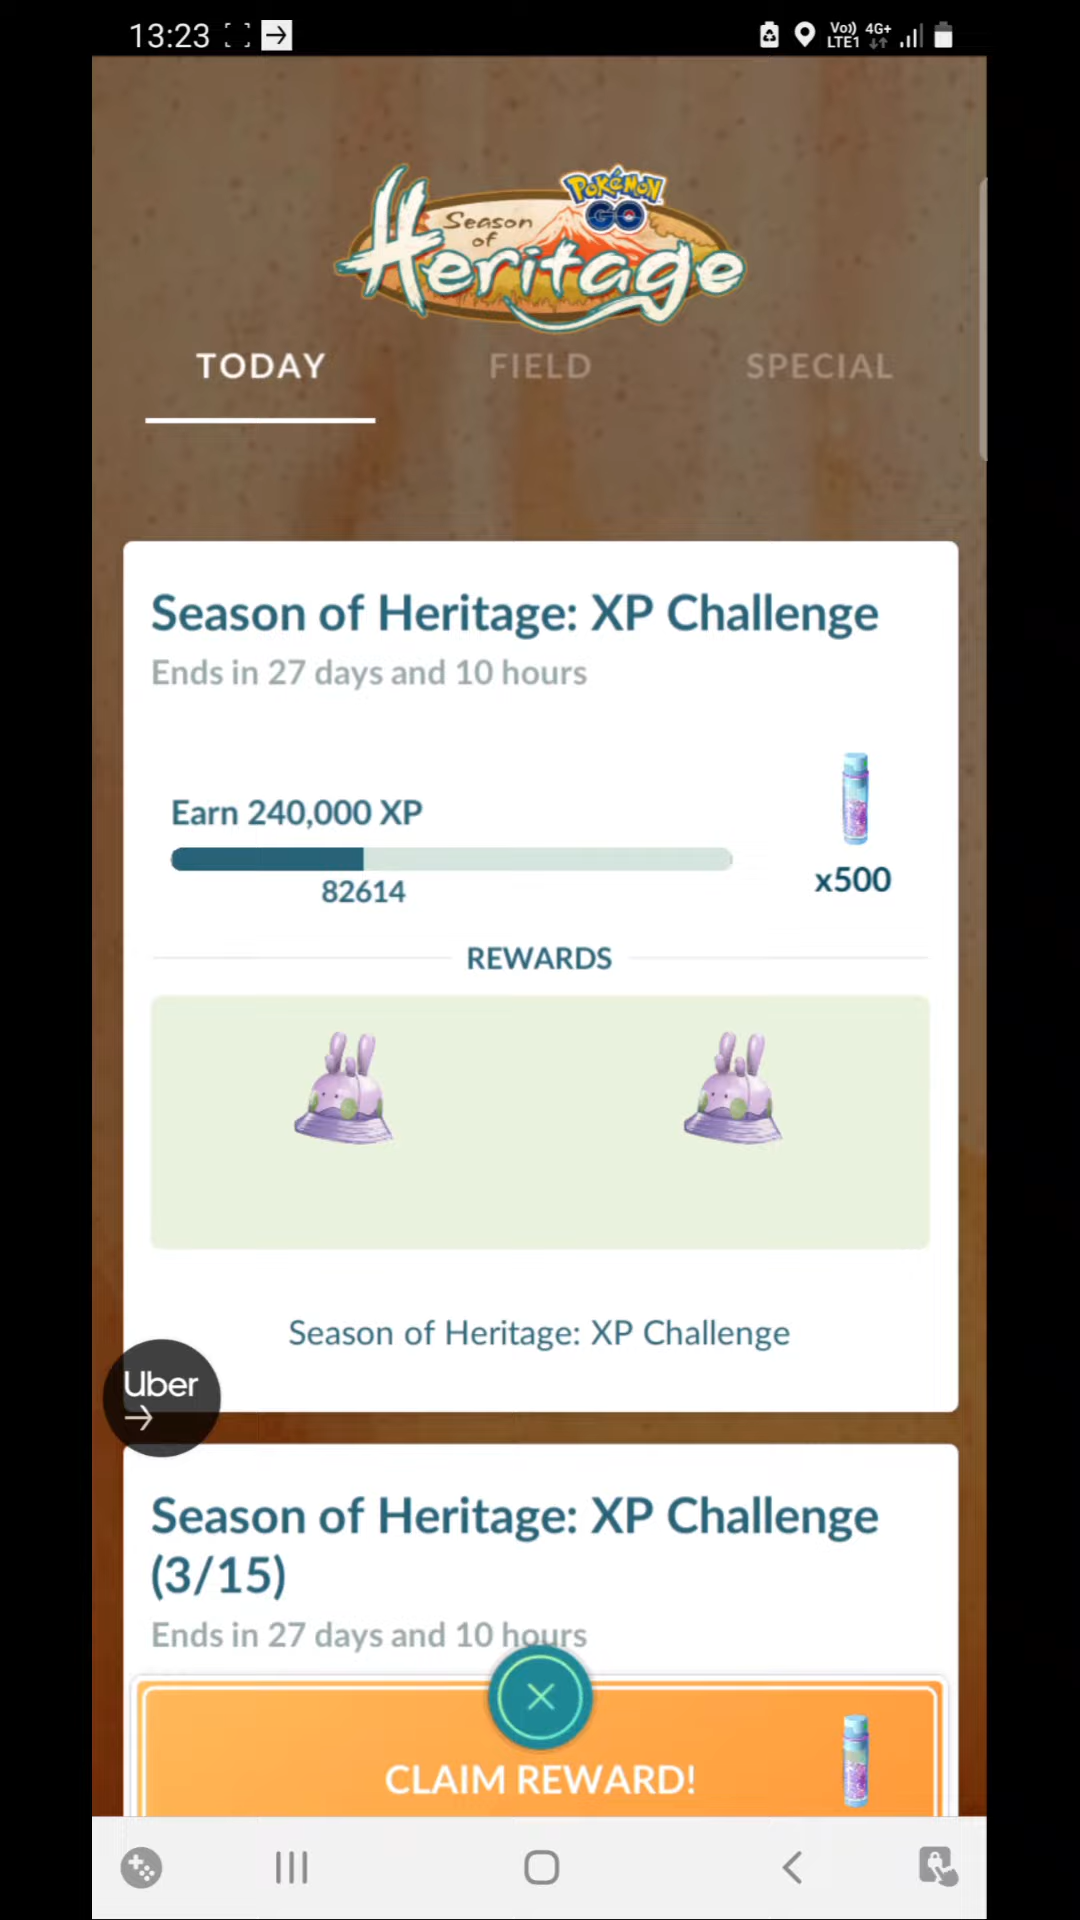 13:23
Vo)) 4G+
LTE1
POKÉMON
GO
Season
of
Heritage
TODAY FIELD SPECIAL
Season of Heritage: XP Challenge
Ends in 27 days and 10 hours
Earn 240,000 XP
82614
x500
REWARDS
Season of Heritage: XP Challenge
Uber
Season of Heritage: XP Challenge
(3/15)
Ends in 27 days and 10 hours
CLAIM REWARD!